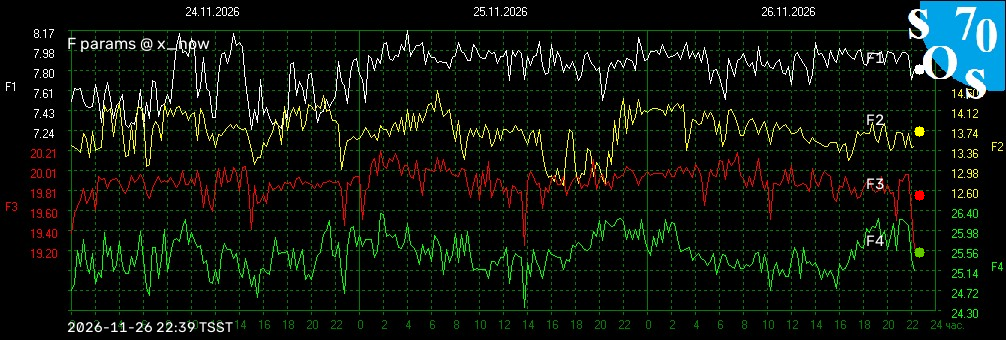 24.11.2026 25.11.2026 26.11.2026
SOS70
F params @ x_now
8.17
7.98
7.80
7.61
7.43
7.24
F1
20.21
20.01
19.81
19.60
19.40
19.20
F3
F1
F2
F3
F4
14.50
14.12
13.74
13.36
12.98
12.60
F2
26.40
25.98
25.56
25.14
24.72
24.30
F4
14 16 18 20 22 0 2 4 6 8 10 12 14 16 18 20 22 0 2 4 6 8 10 12 14 16 18 20 22 24 час.
2026-11-26 22:39 TSST